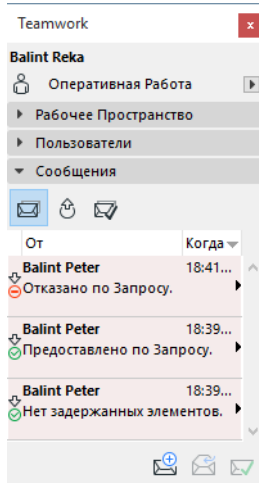 Teamwork
x
Balint Reka
Оперативная Работа
Рабочее Пространство
Пользователи
Сообщения
От Когда
Balint Peter 18:41...
Отказано по Запросу.
Balint Peter 18:39...
Предоставлено по Запросу.
Balint Peter 18:39...
Нет задержанных элементов.